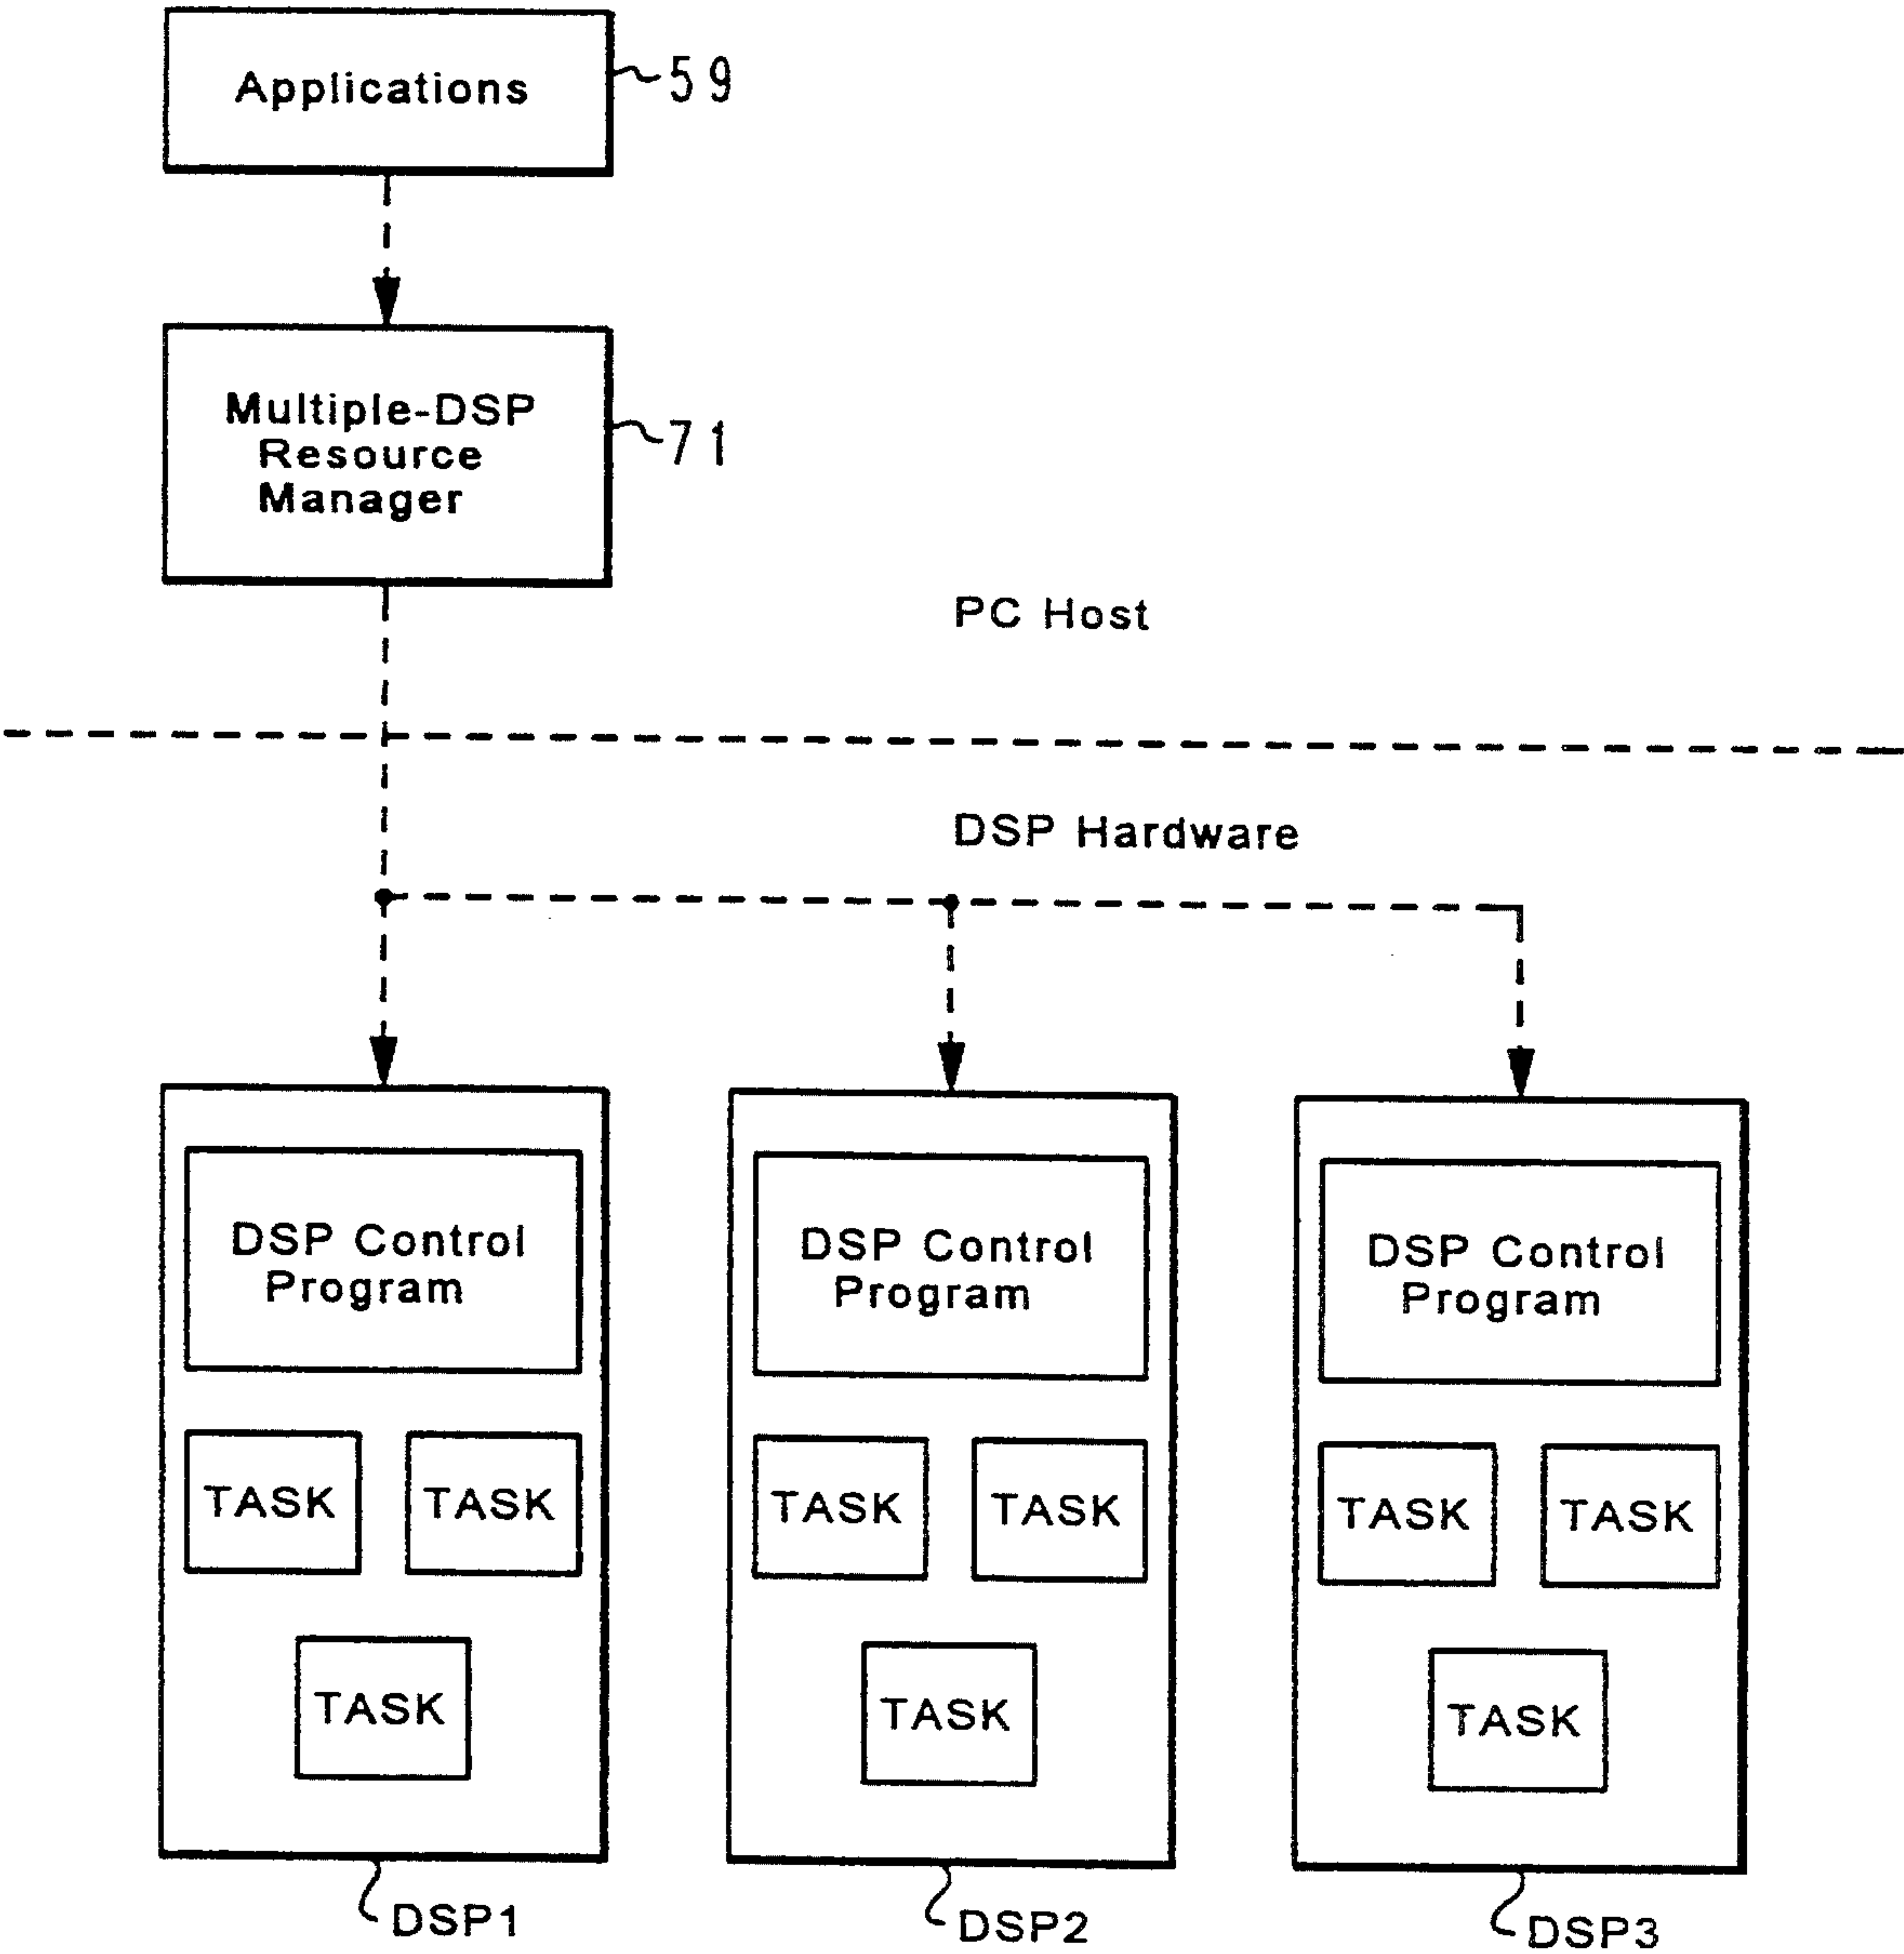 Applications
59
Multiple-DSP
Resource
Manager
71
PC Host
DSP Hardware
DSP Control
Program
DSP Control
Program
DSP Control
Program
TASK TASK
TASK TASK
TASK TASK
TASK
TASK
TASK
DSP1
DSP2
DSP3